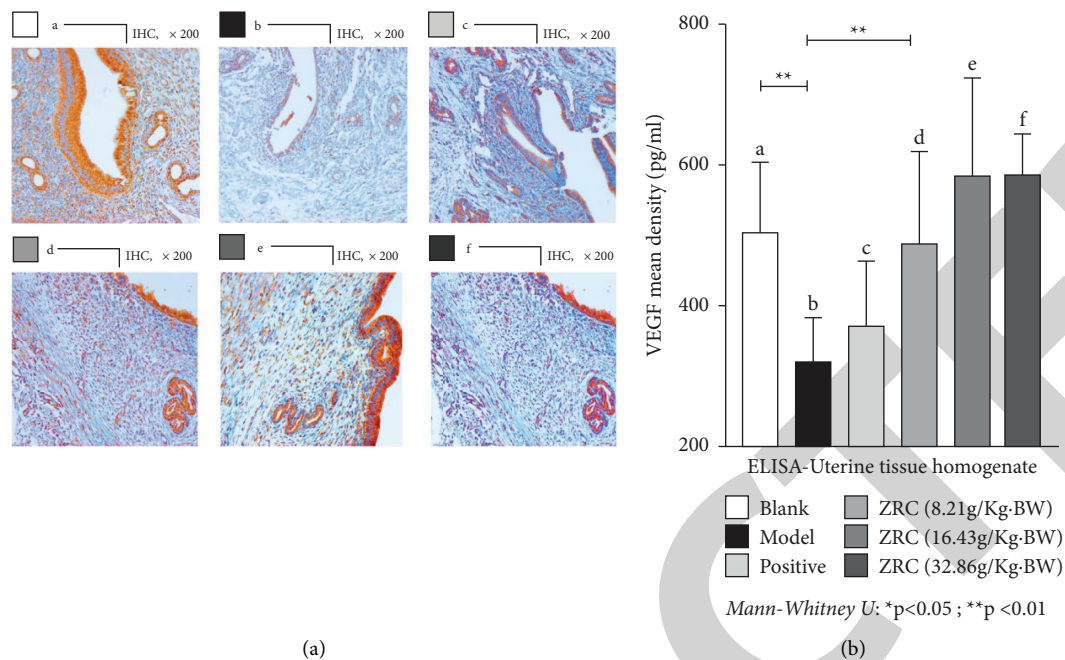 a IHC, × 200
b IHC, × 200
c IHC, × 200
d IHC, × 200
e IHC, × 200
f IHC, × 200
(a)
VEGF mean density (pg/ml)
800
600
400
200
**
**
a
b
c
d
e
f
ELISA-Uterine tissue homogenate
Blank
Model
Positive
ZRC (8.21g/Kg·BW)
ZRC (16.43g/Kg·BW)
ZRC (32.86g/Kg·BW)
Mann-Whitney U: *p<0.05 ; **p <0.01
(b)